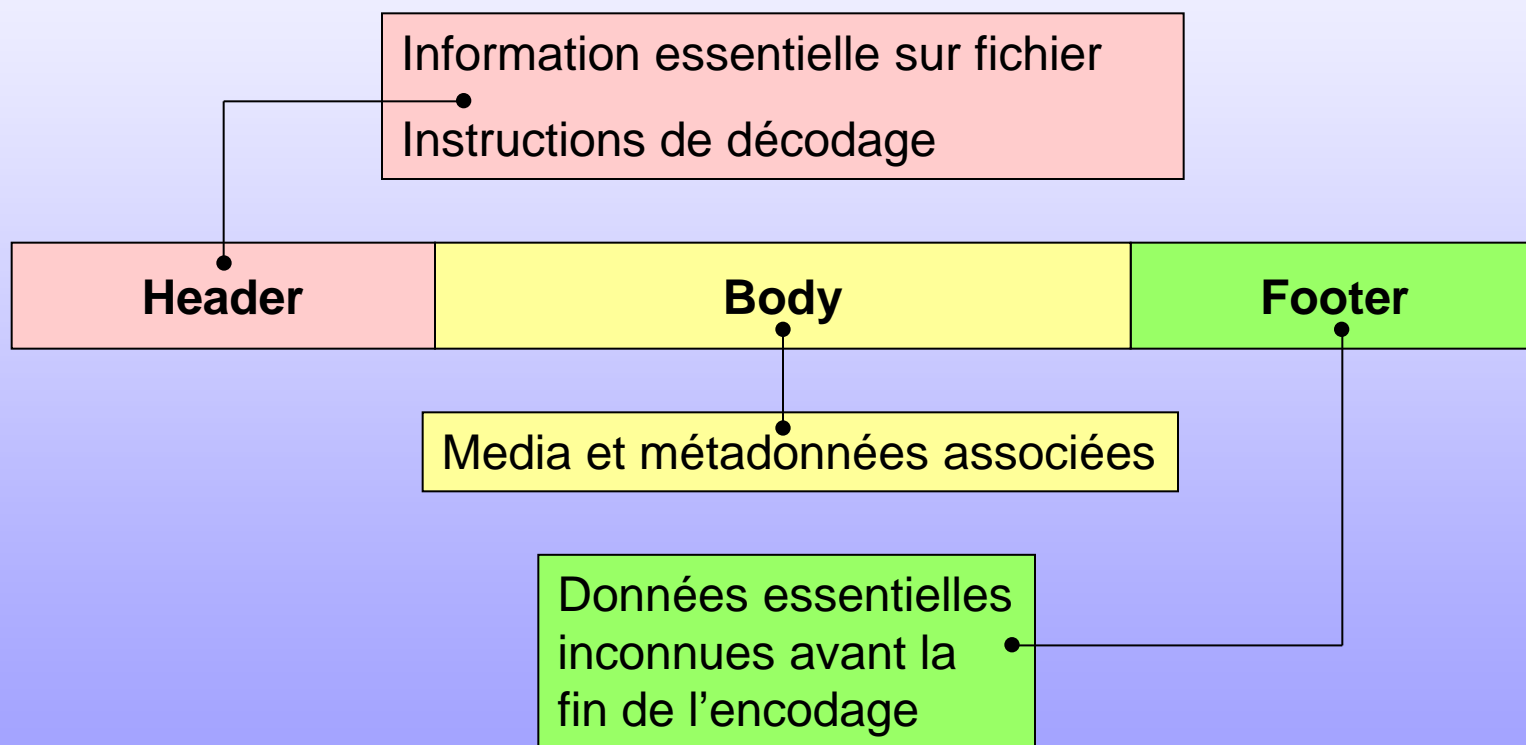 Information essentielle sur fichier
Instructions de décodage
Header
Body
Footer
Media et métadonnées associées
Données essentielles
inconnues avant la
fin de l’encodage